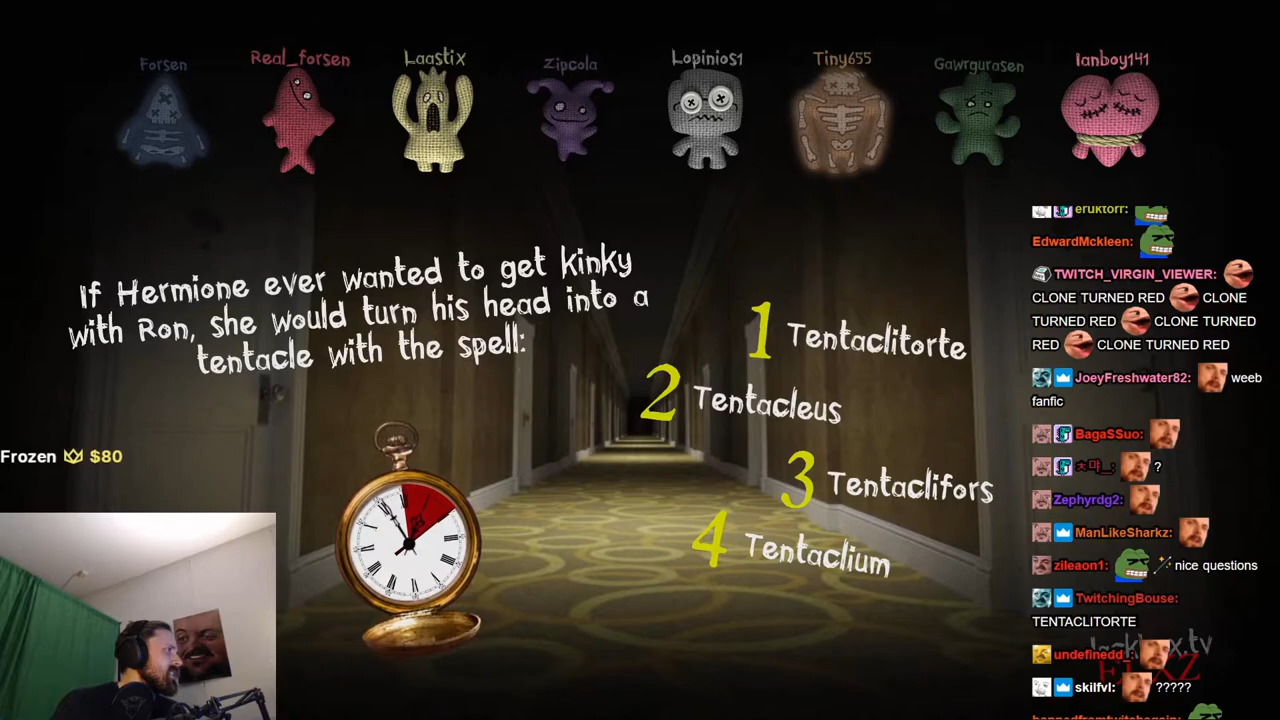 Forsen
Real_forsen
Laastix
Zipcola
Lopinios1
Tiny655
Gawrgurasen
Ianboy141
If Hermione ever wanted to get kinky
with Ron, she would turn his head into a
tentacle with the spell:
1 Tentaclitorte
2 Tentacleus
3 Tentaclifors
4 Tentaclium
Frozen $80
eruktorr:
EdwardMckleen:
TWITCH_VIRGIN_VIEWER:
CLONE TURNED RED CLONE
TURNED RED CLONE TURNED
RED CLONE TURNED RED
JoeyFreshwater82: weeb
fanfic
BagaSSuo:
?
Zephyrdg2:
ManLikeSharkz:
zileaon1: nice questions
TwitchingBouse:
TENTACLITORTE
undefinedd_:
skilfvl: ?????